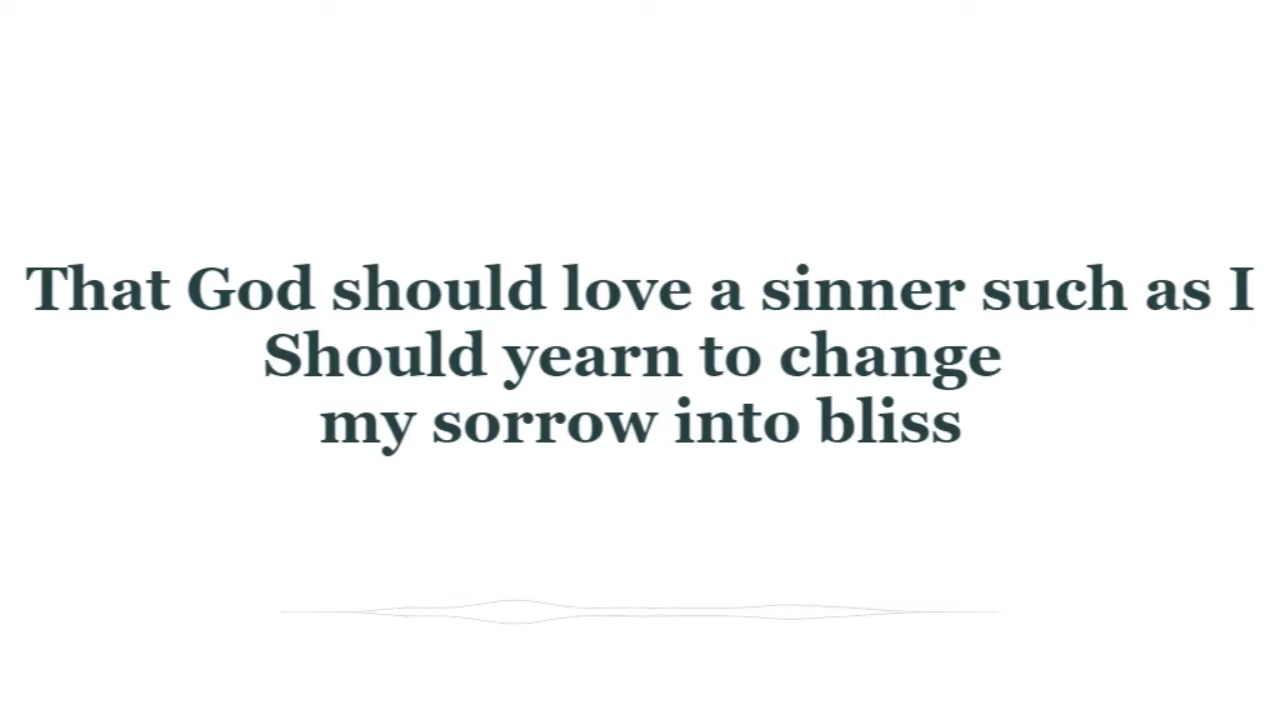 That God should love a sinner such as I
Should yearn to change
my sorrow into bliss